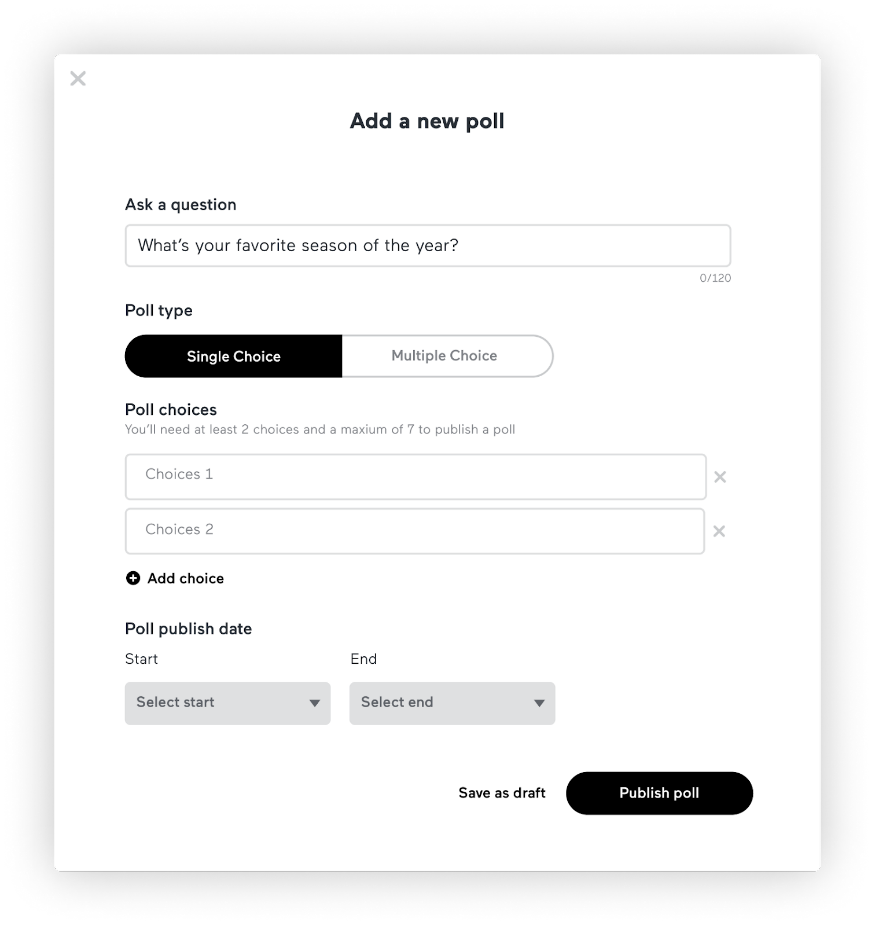 Add a new poll
Ask a question
What's your favorite season of the year?
0/120
Poll type
Single Choice
Multiple Choice
Poll choices
You'll need at least 2 choices and a maxium of 7 to publish a poll
Choices 1
Choices 2
Add choice
Poll publish date
Start
End
Select start
Select end
Save as draft
Publish poll